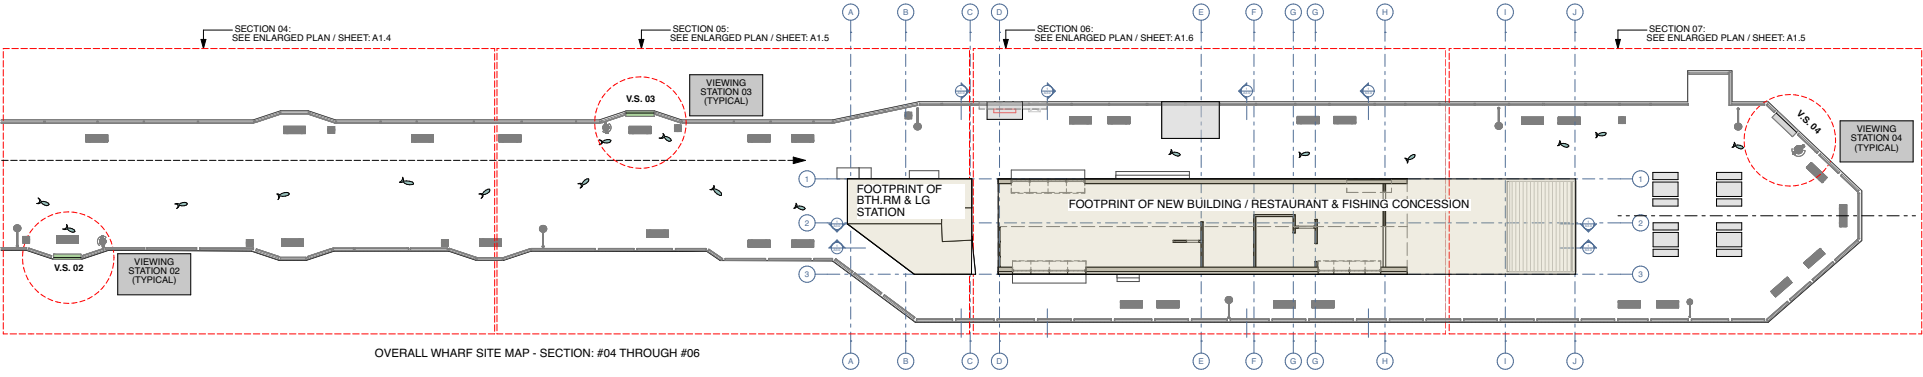 SECTION 04:
SEE ENLARGED PLAN / SHEET: A1.4
SECTION 05:
SEE ENLARGED PLAN / SHEET: A1.5
SECTION 06:
SEE ENLARGED PLAN / SHEET: A1.6
SECTION 07:
SEE ENLARGED PLAN / SHEET: A1.5
A B C D E F G G H I J
VIEWING
STATION 03
(TYPICAL)
V.S. 03
V.S. 04
VIEWING
STATION 04
(TYPICAL)
1
1
FOOTPRINT OF
BTH.RM & LG
STATION
FOOTPRINT OF NEW BUILDING / RESTAURANT & FISHING CONCESSION
2
2
3
3
V.S. 02
VIEWING
STATION 02
(TYPICAL)
OVERALL WHARF SITE MAP - SECTION: #04 THROUGH #06
A B C D E F G G H I J